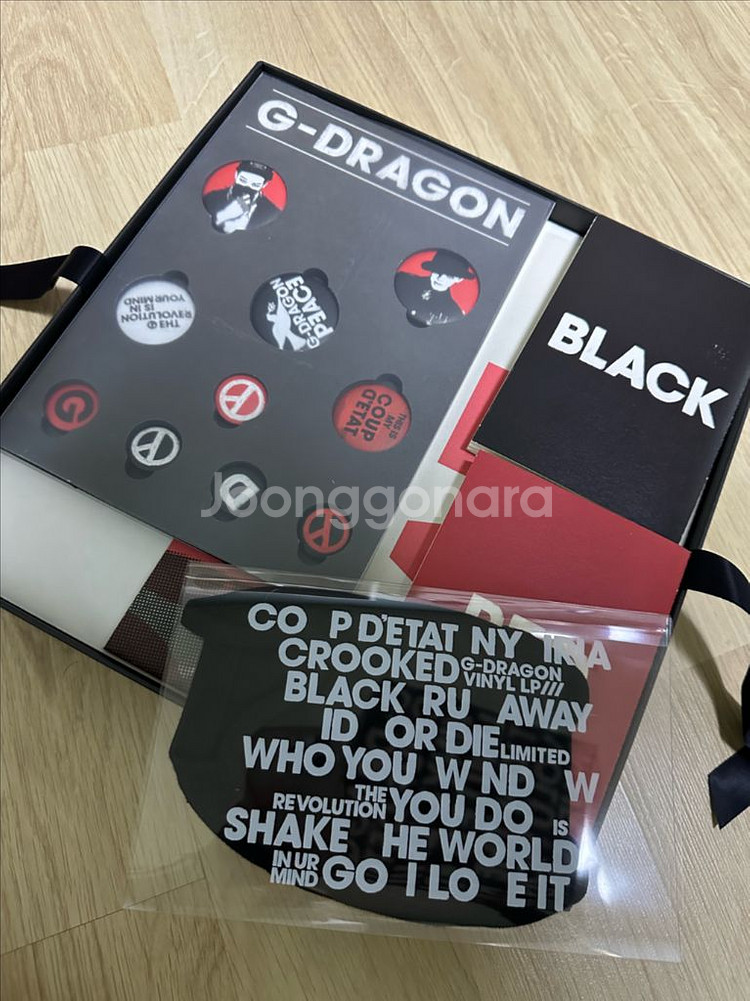 G-DRAGON
THE REVOLUTION IS IN YOUR MIND
G-DRAGON
PEACE
THIS IS
MY
COUP
D'ETAT
G
D
BLACK
Joonggonara
CO P D'ETAT NY IRIA
CROOKED G-DRAGON VINYL LP///
BLACK RU AWAY
ID OR DIE LIMITED
WHO YOU W ND W
THE REVOLUTION YOU DO IS
SHAKE HE WORLD
IN UR MIND GO I LO E IT